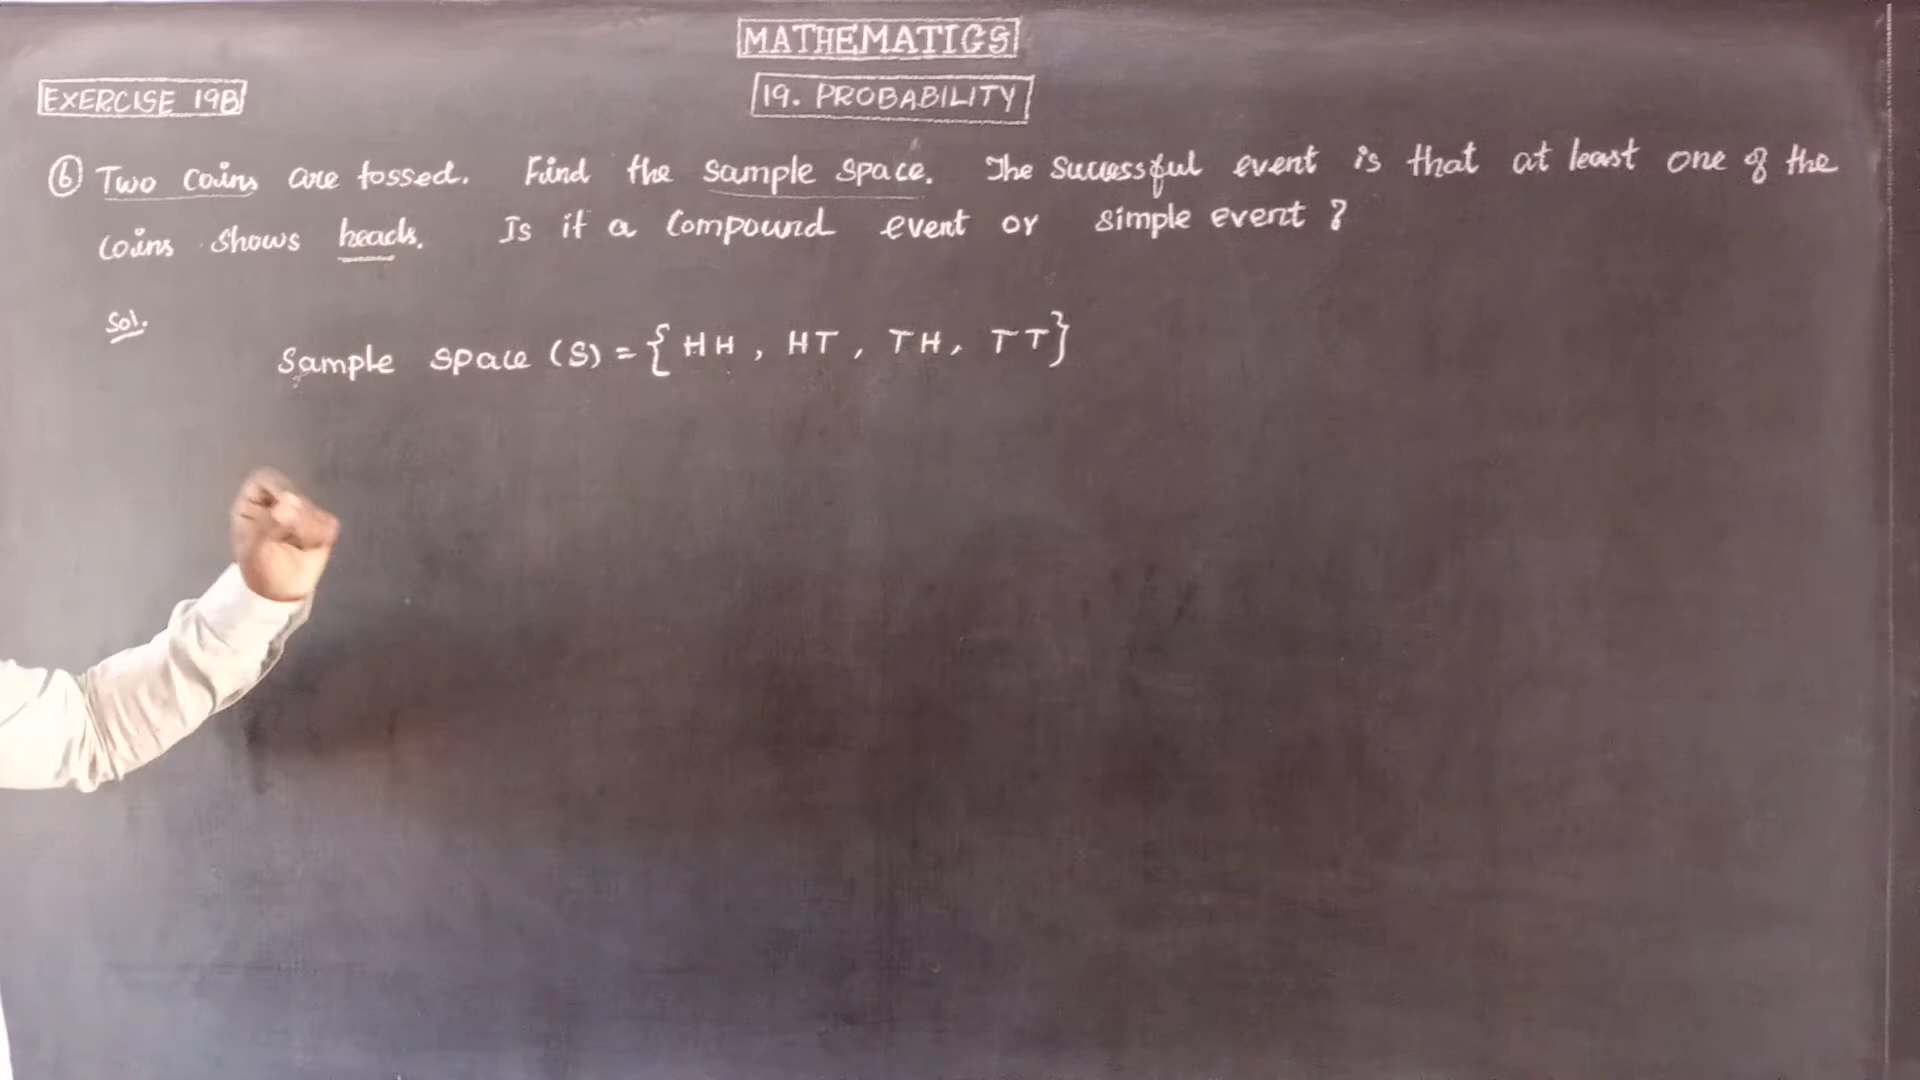 MATHEMATICS
19. PROBABILITY
EXERCISE 19B
6 Two coins are tossed. Find the sample space. The successful event is that at least one of the
coins shows heads. Is it a compound event or simple event ?
Sol.
Sample space (S) = { HH , HT , TH, TT}